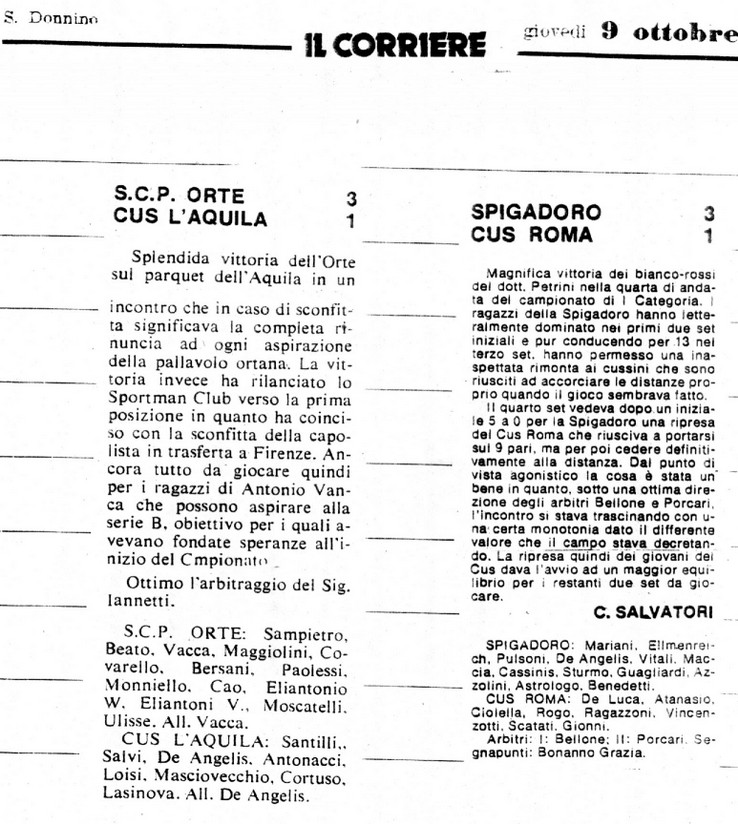 S. Donnino
IL CORRIERE
giovedì 9 ottobre
S.C.P. ORTE 3
CUS L'AQUILA 1
Splendida vittoria dell'Orte
sul parquet dell'Aquila in un
incontro che in caso di sconfit-
ta significava la completa ri-
nuncia ad ogni aspirazione
della pallavolo ortana. La vit-
toria invece ha rilanciato lo
Sportman Club verso la prima
posizione in quanto ha coinci-
so con la sconfitta della capo-
lista in trasferta a Firenze. An-
cora tutto da giocare quindi
per i ragazzi di Antonio Van-
ca che possono aspirare alla
serie B, obiettivo per i quali a-
vevano fondate speranze all'i-
nizio del Cmpionato
Ottimo l'arbitraggio del Sig.
Iannetti.
S.C.P. ORTE: Sampietro,
Beato, Vacca, Maggiolini, Co-
varello, Bersani, Paolessi,
Monniello, Cao, Eliantonio
W. Eliantoni V., Moscatelli.
Ulisse. All. Vacca.
CUS L'AQUILA: Santilli,.
Salvi, De Angelis, Antonacci,
Loisi, Masciovecchio, Cortuso,
Lasinova. All. De Angelis.
SPIGADORO 3
CUS ROMA 1
Magnifica vittoria dei bianco-rossi
del dott. Petrini nella quarta di anda-
ta del campionato di I Categoria. I
ragazzi della Spigadoro hanno lette-
ralmente dominato nei primi due set
iniziali e pur conducendo per 13 nel
terzo set, hanno permesso una ina-
spettata rimonta ai cussini che sono
riusciti ad accorciare le distanze pro-
prio quando il gioco sembrava fatto.
Il quarto set vedeva dopo un inizia-
le 5 a 0 per la Spigadoro una ripresa
del Cus Roma che riusciva a portarsi
sul 9 pari, ma per poi cedere definiti-
vamente alla distanza. Dal punto di
vista agonistico la cosa è stata un
bene in quanto, sotto una ottima dire-
zione degli arbitri Bellone e Porcari,
l'incontro si stava trascinando con u-
na certa monotonia dato il differente
valore che il campo stava decretan-
do. La ripresa quindi dei giovani del
Cus dava l'avvio ad un maggior equi-
librio per i restanti due set da gio-
care.
C. SALVATORI
SPIGADORO: Mariani, Ellmenrei-
ch, Pulsoni, De Angelis, Vitali, Mac-
cia, Cassinis, Sturmo, Guagliardi, Az-
zolini, Astrologo, Benedetti.
CUS ROMA: De Luca, Atanasio,
Ciolella, Rogo, Ragazzoni, Vincen-
zotti, Scatati, Gionni.
Arbitri: I: Bellone; II: Porcari. Se-
gnapunti: Bonanno Grazia.